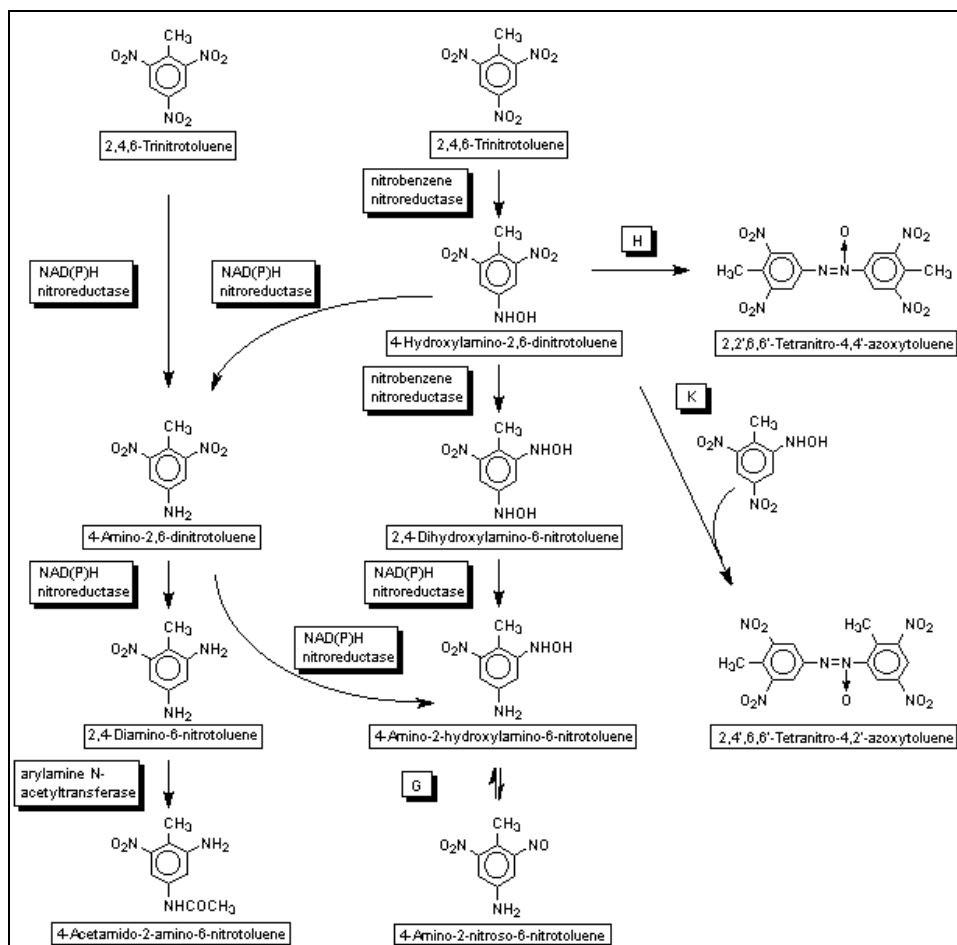 CH₃
O₂N
NO₂
NO₂
2,4,6-Trinitrotoluene
CH₃
O₂N
NO₂
NO₂
2,4,6-Trinitrotoluene
nitrobenzene
nitroreductase
NAD(P)H
nitroreductase
NAD(P)H
nitroreductase
CH₃
O₂N
NO₂
NHOH
4-Hydroxylamino-2,6-dinitrotoluene
H
O₂N
O
NO₂
H₃C
N=N
CH₃
NO₂
NO₂
2,2',6,6'-Tetranitro-4,4'-azoxytoluene
nitrobenzene
nitroreductase
K
CH₃
O₂N
NHOH
NO₂
CH₃
O₂N
NO₂
NH₂
4-Amino-2,6-dinitrotoluene
CH₃
O₂N
NHOH
NHOH
2,4-Dihydroxylamino-6-nitrotoluene
NAD(P)H
nitroreductase
NAD(P)H
nitroreductase
NAD(P)H
nitroreductase
CH₃
O₂N
NH₂
NH₂
2,4-Diamino-6-nitrotoluene
CH₃
O₂N
NHOH
NH₂
4-Amino-2-hydroxylamino-6-nitrotoluene
NO₂
CH₃
NO₂
H₃C
N=N
NO₂
O
NO₂
2,4',6,6'-Tetranitro-4,2'-azoxytoluene
arylamine N-
acetyltransferase
G
CH₃
O₂N
NH₂
NHCOCH₃
4-Acetamido-2-amino-6-nitrotoluene
CH₃
O₂N
NO
NH₂
4-Amino-2-nitroso-6-nitrotoluene